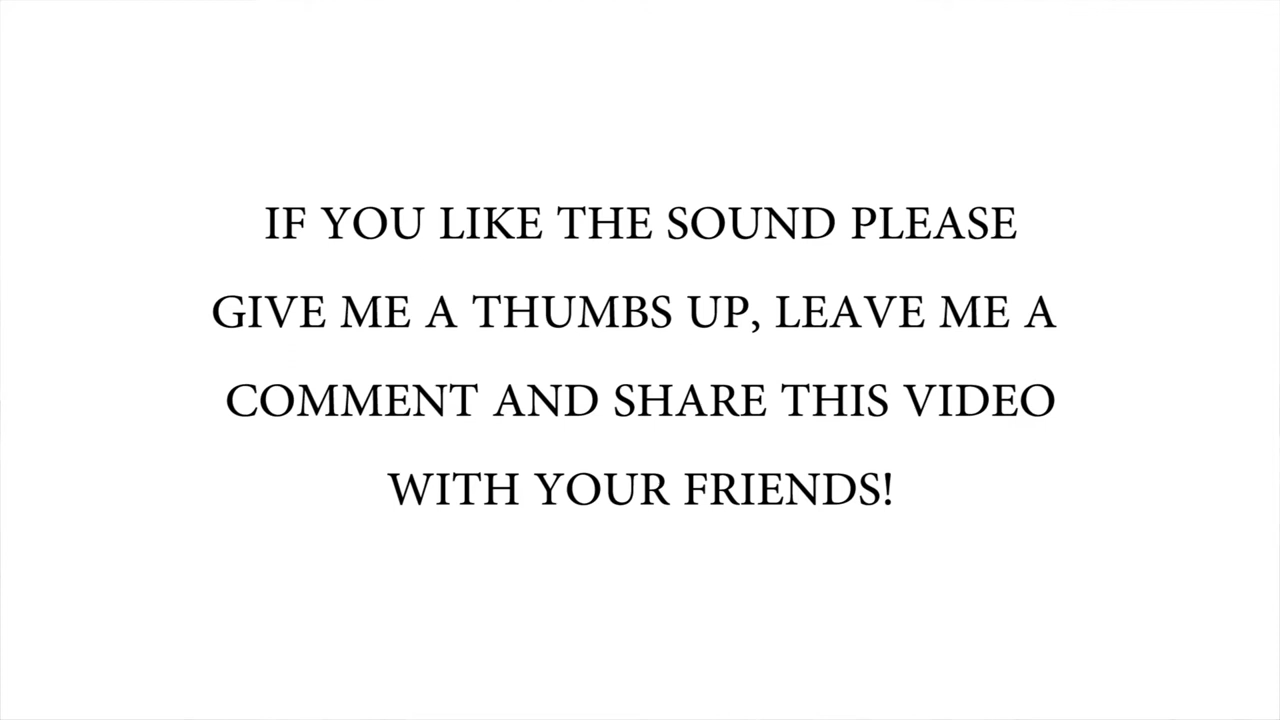 IF YOU LIKE THE SOUND PLEASE
GIVE ME A THUMBS UP, LEAVE ME A
COMMENT AND SHARE THIS VIDEO
WITH YOUR FRIENDS!